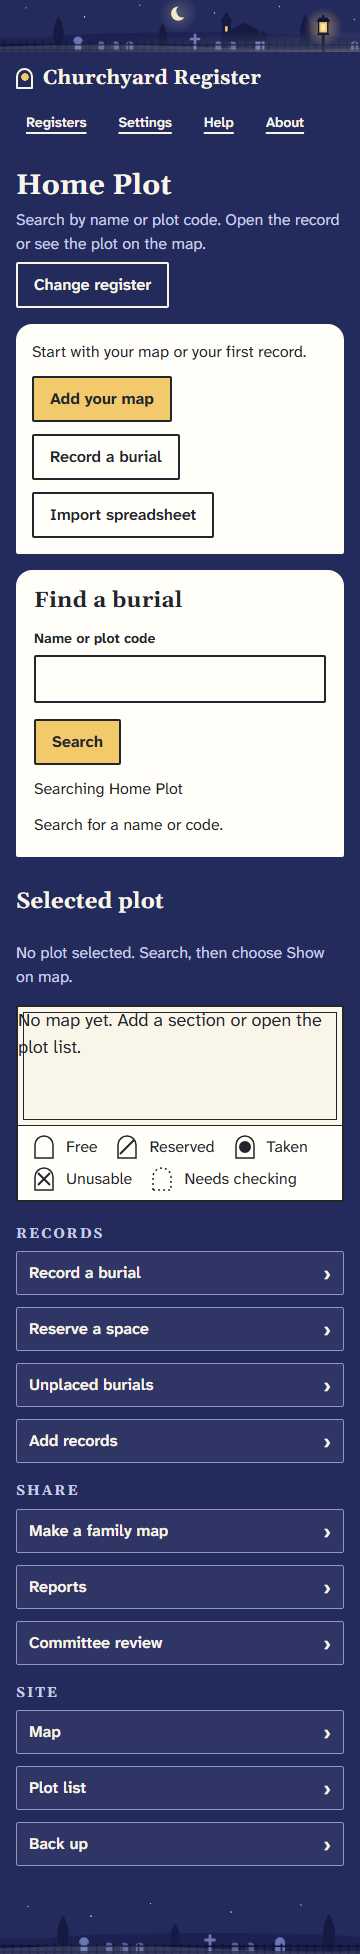 Churchyard Register
Registers Settings Help About
Home Plot
Search by name or plot code. Open the record
or see the plot on the map.
Change register
Start with your map or your first record.
Add your map
Record a burial
Import spreadsheet
Find a burial
Name or plot code
Search
Searching Home Plot
Search for a name or code.
Selected plot
No plot selected. Search, then choose Show
on map.
No map yet. Add a section or open the
plot list.
Free Reserved Taken
Unusable Needs checking
RECORDS
Record a burial ›
Reserve a space ›
Unplaced burials ›
Add records ›
SHARE
Make a family map ›
Reports ›
Committee review ›
SITE
Map ›
Plot list ›
Back up ›